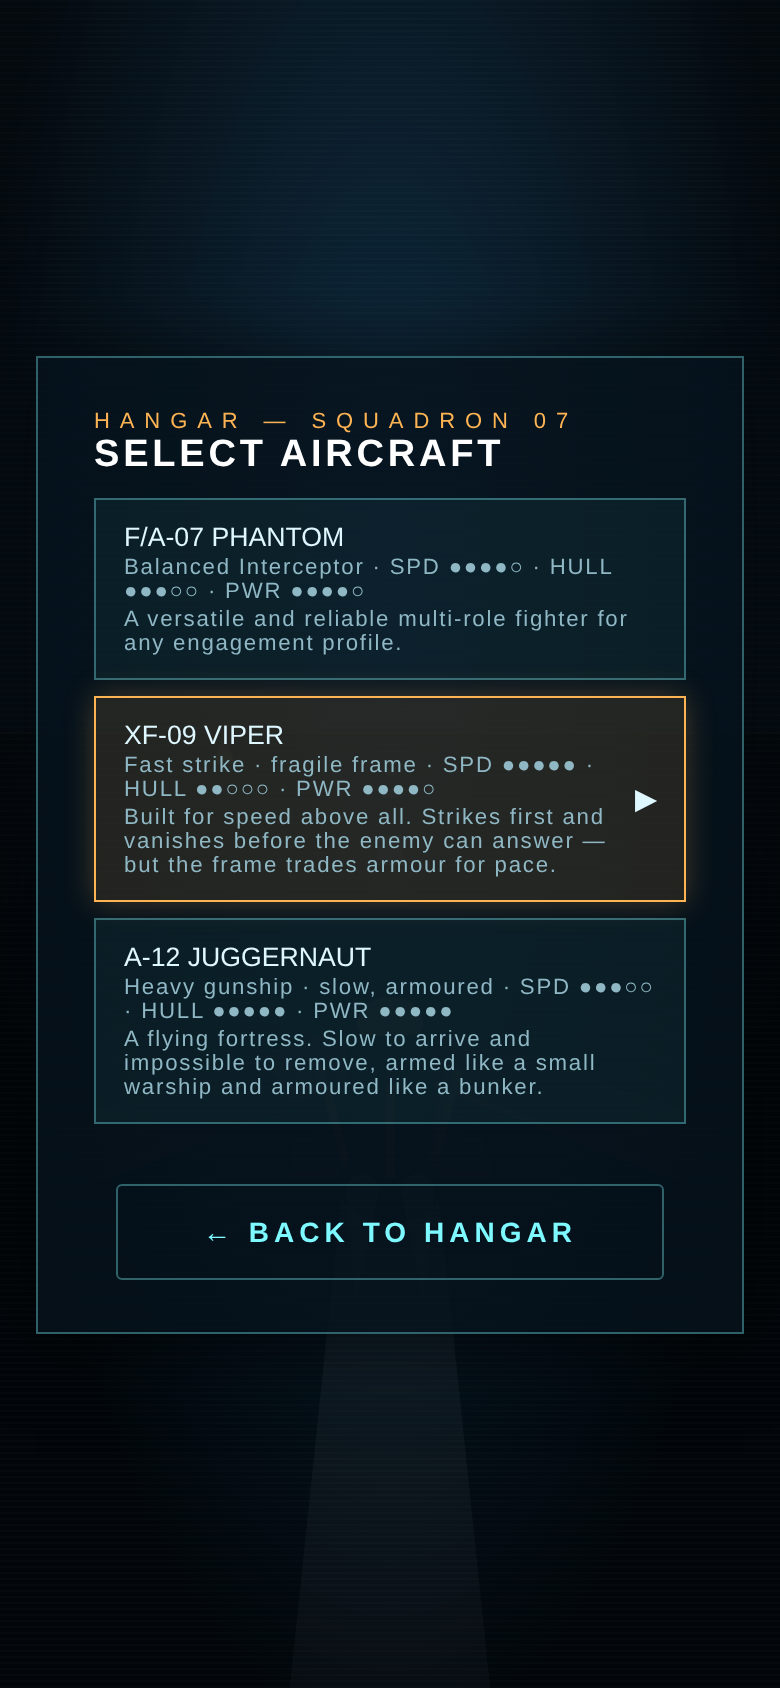 HANGAR — SQUADRON 07
SELECT AIRCRAFT
F/A-07 PHANTOM
Balanced Interceptor · SPD ●●●●○ · HULL
●●●○○ · PWR ●●●●○
A versatile and reliable multi-role fighter for
any engagement profile.
XF-09 VIPER
Fast strike · fragile frame · SPD ●●●●● ·
HULL ●●○○○ · PWR ●●●●○
Built for speed above all. Strikes first and
vanishes before the enemy can answer —
but the frame trades armour for pace.
▶
A-12 JUGGERNAUT
Heavy gunship · slow, armoured · SPD ●●●○○
· HULL ●●●●● · PWR ●●●●●
A flying fortress. Slow to arrive and
impossible to remove, armed like a small
warship and armoured like a bunker.
← BACK TO HANGAR